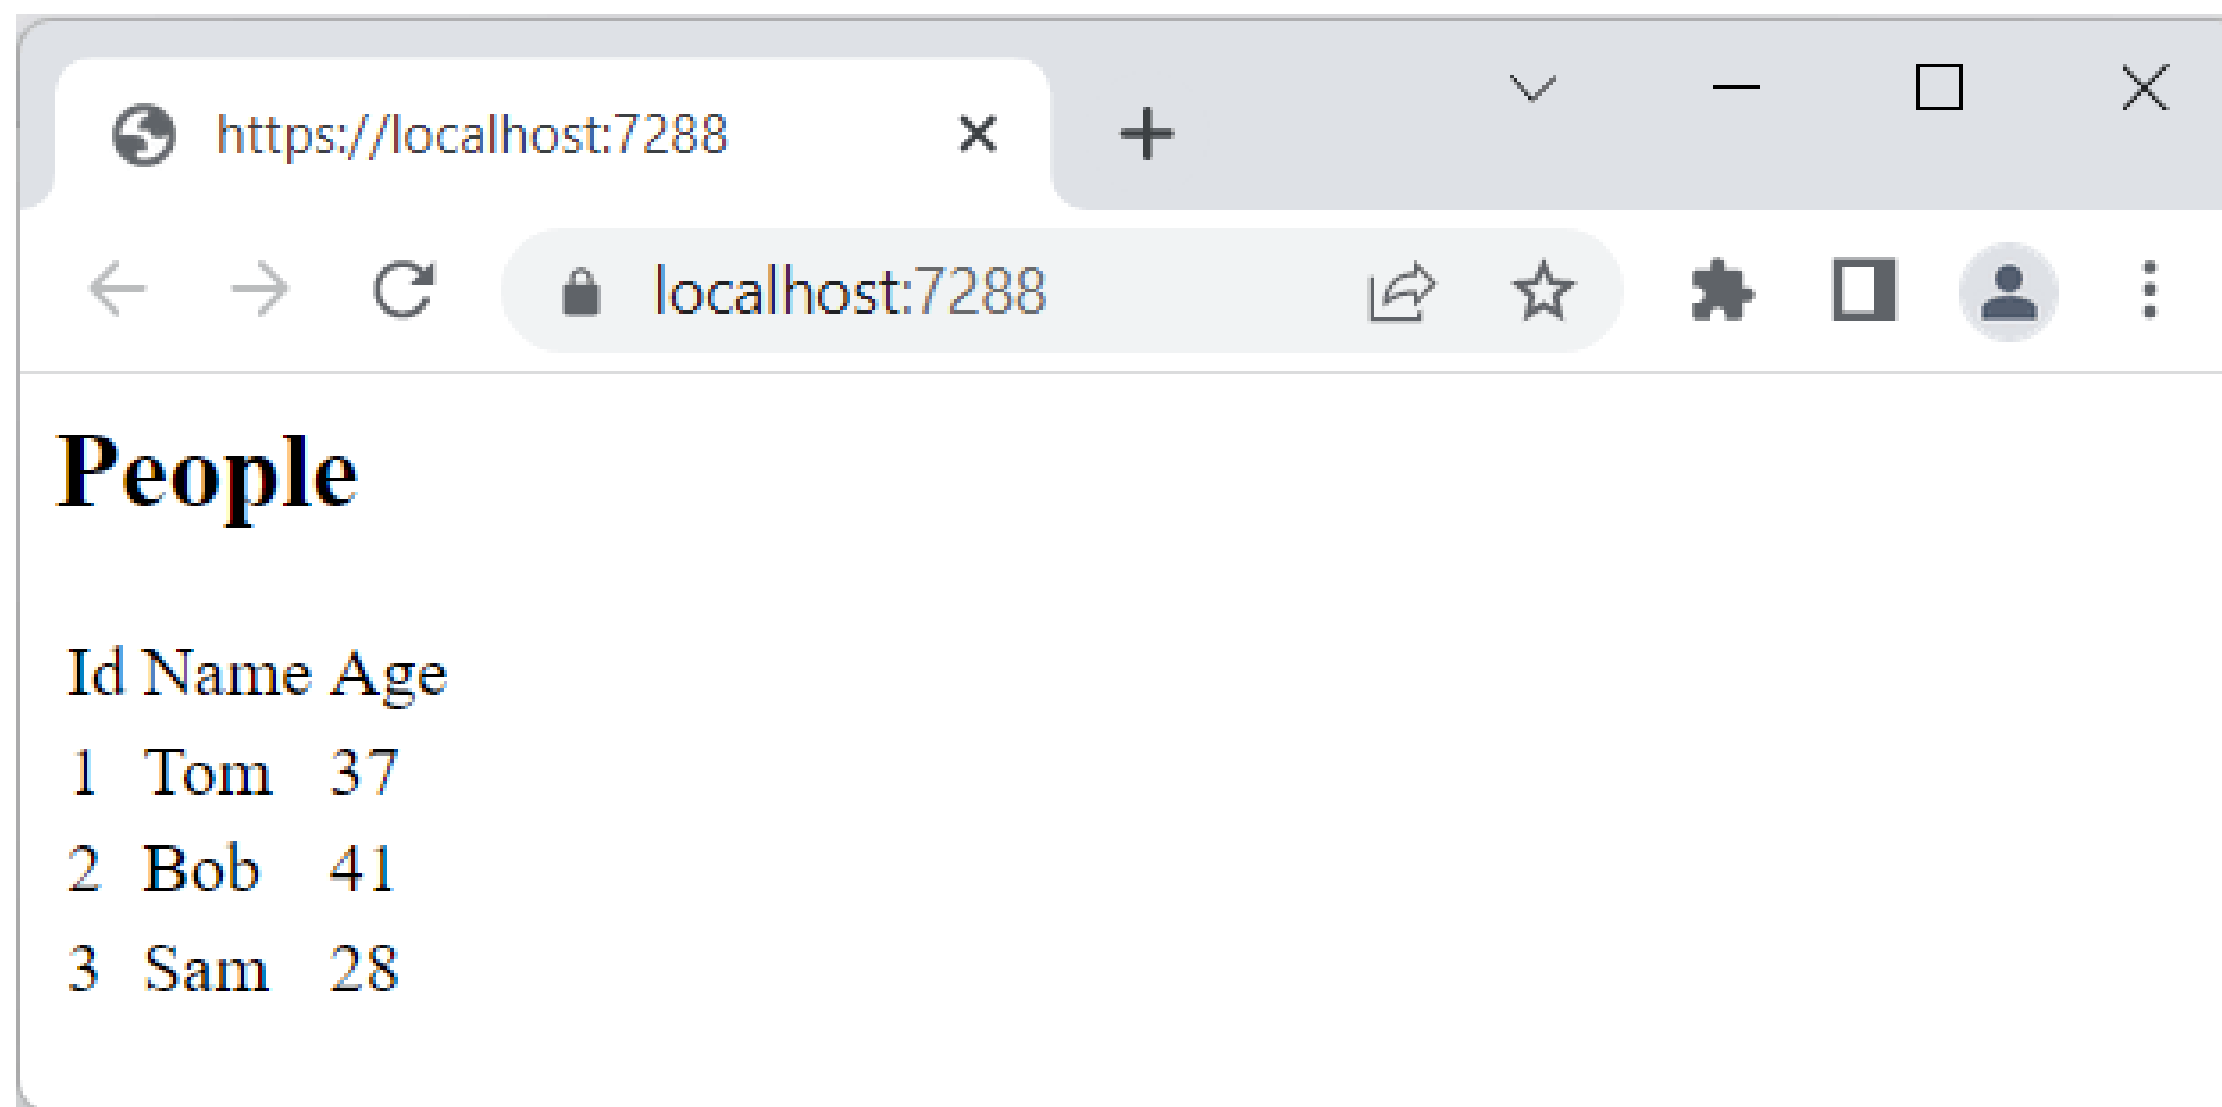 https://localhost:7288
localhost:7288
People
Id Name Age
1 Tom 37
2 Bob 41
3 Sam 28